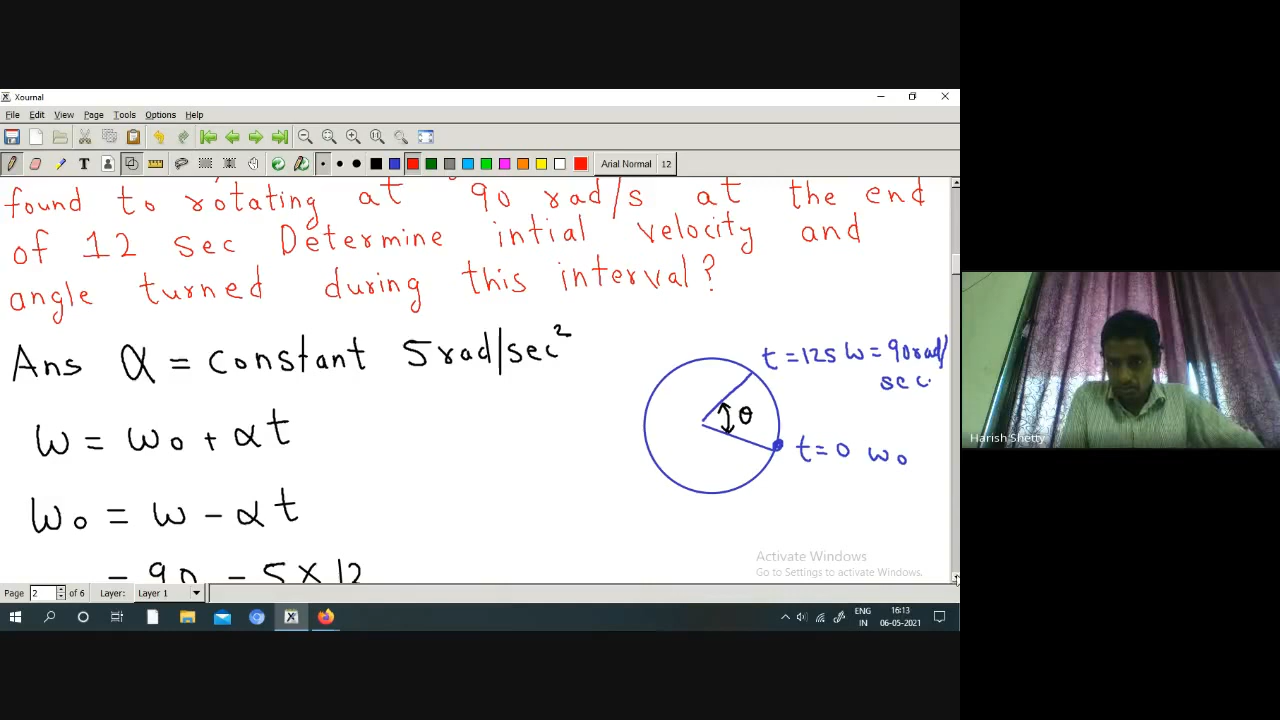 Xournal
File Edit View Page Tools Options Help
Arial Normal 12
found to rotating at 90 rad/s at the end
of 12 sec Determine intial velocity and
angle turned during this interval?
Ans α = constant 5 rad/sec²
ω = ω₀ + αt
ω₀ = ω - αt
= 90 - 5 × 12
t = 12S ω = 90 rad/
sec.
θ
t = 0 ω₀
Harish Shetty
Activate Windows
Go to Settings to activate Windows.
Page 2 of 6 Layer: Layer 1
ENG 16:13
IN 06-05-2021